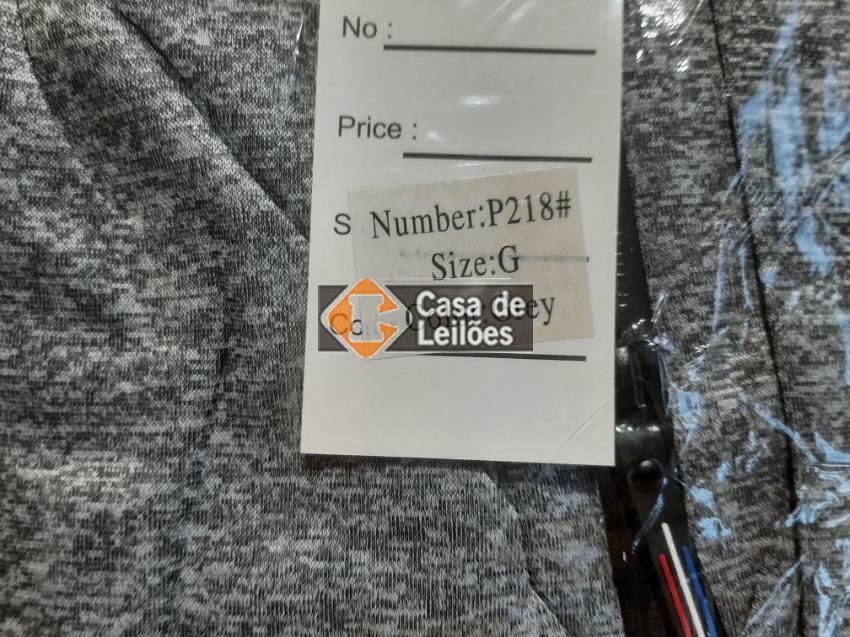 No :
Price :
S Number:P218#
Size:G
Casa de
Leilões